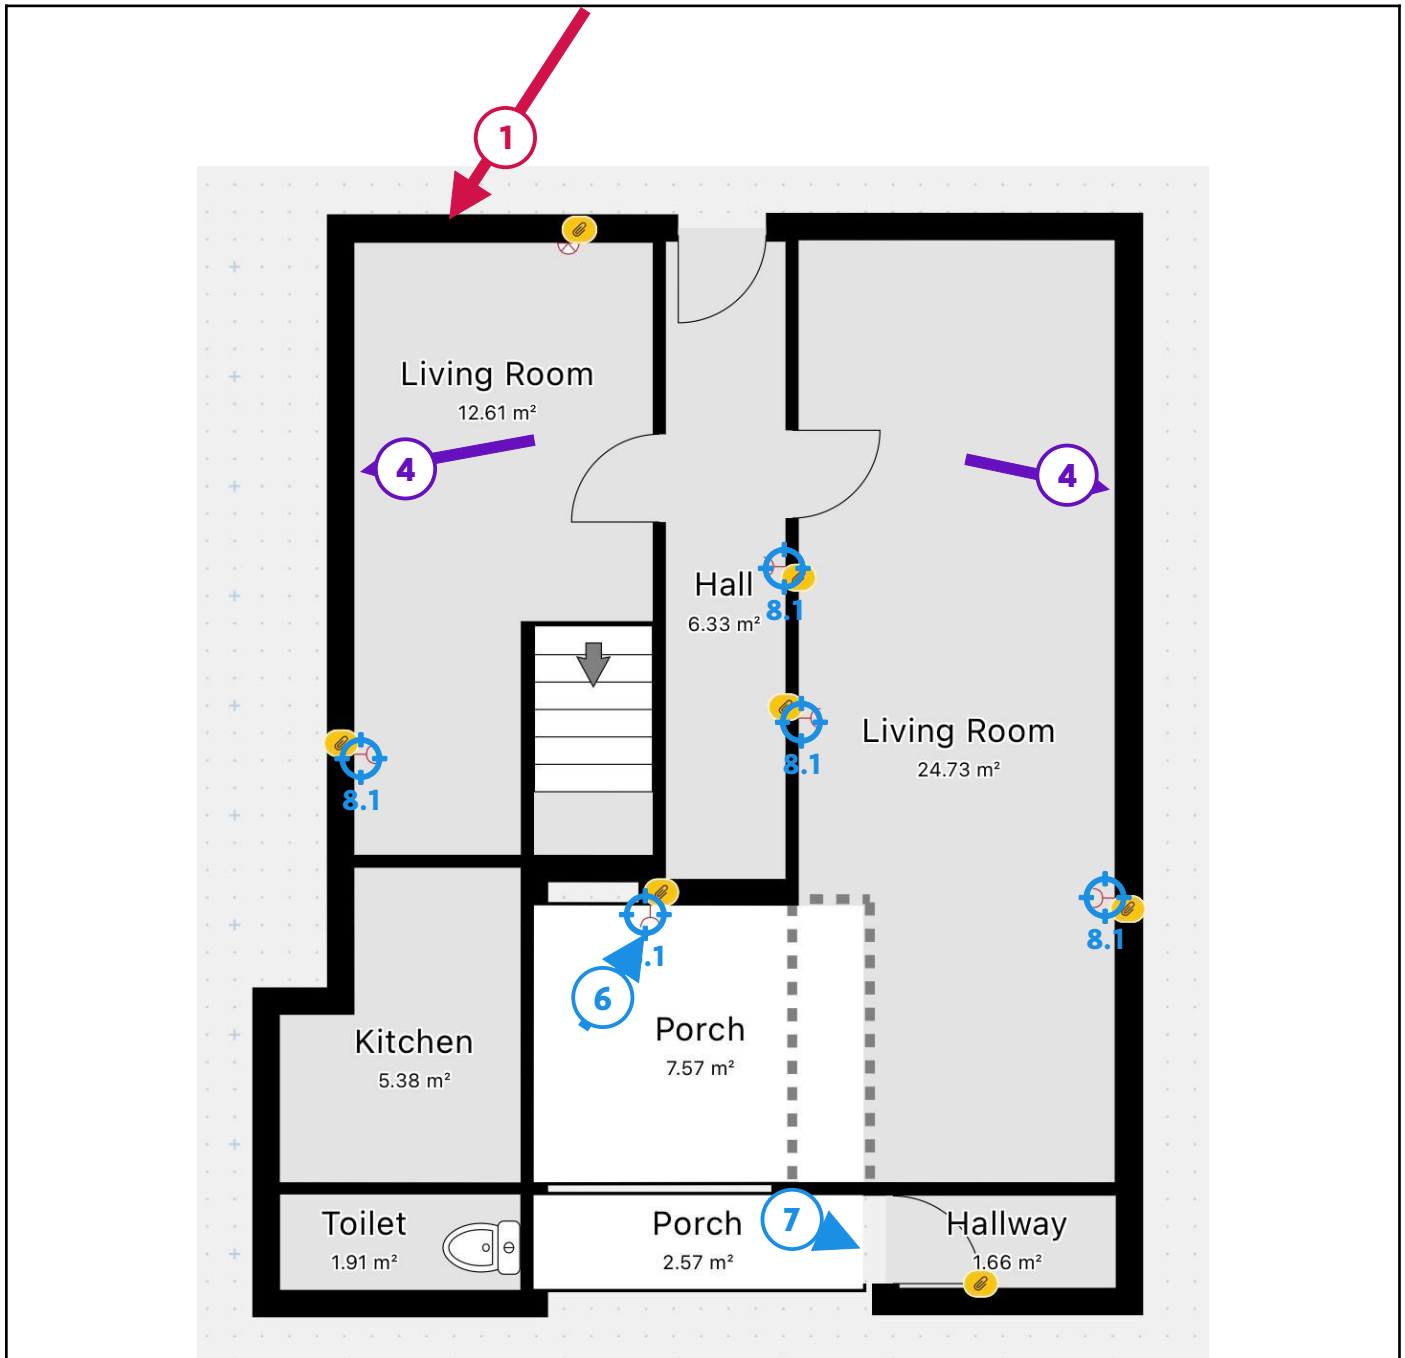 1
Living Room
12.61 m²
4
4
Hall
6.33 m²
8.1
Living Room
24.73 m²
8.1
8.1
8.1
.1
6
Kitchen
5.38 m²
Porch
7.57 m²
Toilet
1.91 m²
Porch
2.57 m²
7
Hallway
1.66 m²